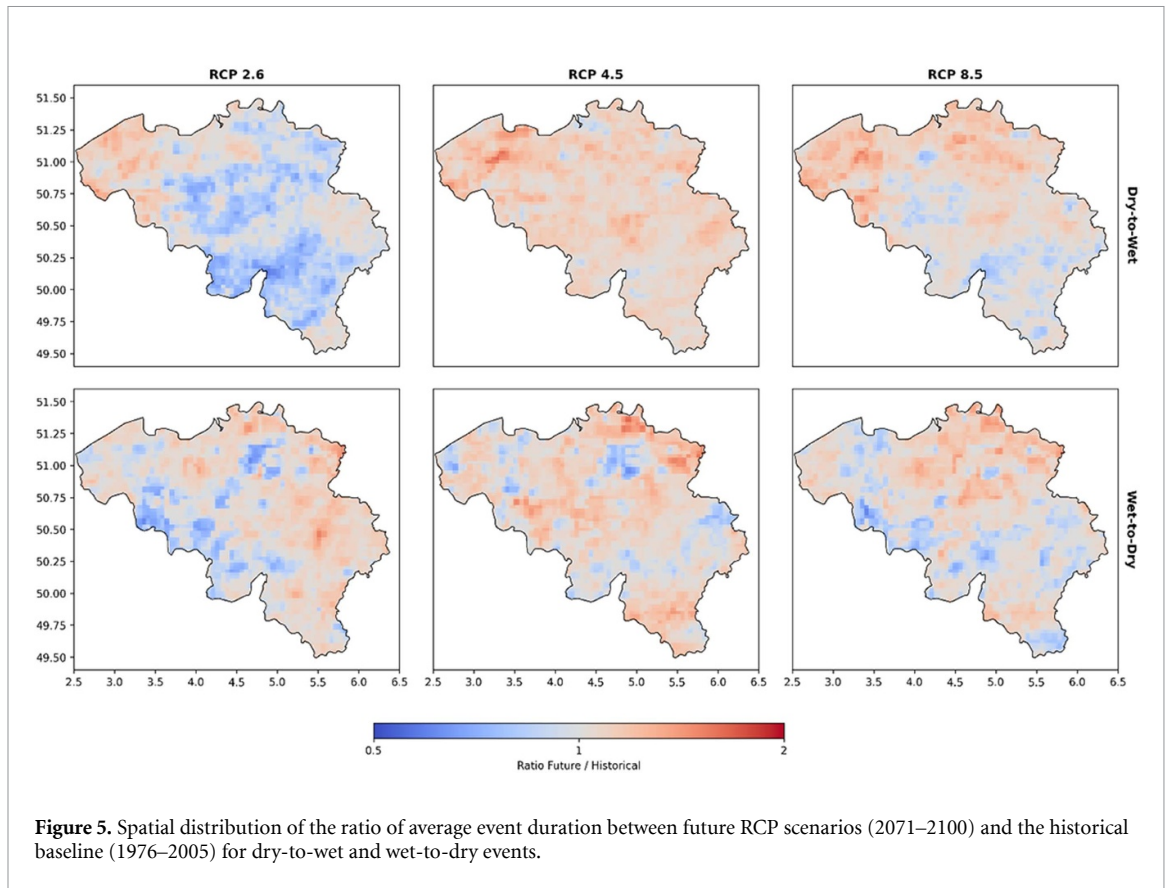 RCP 2.6 RCP 4.5 RCP 8.5
51.50
51.25
51.00
50.75
50.50
50.25
50.00
49.75
49.50
Dry-to-Wet
51.50
51.25
51.00
50.75
50.50
50.25
50.00
49.75
49.50
Wet-to-Dry
2.5 3.0 3.5 4.0 4.5 5.0 5.5 6.0 6.5 2.5 3.0 3.5 4.0 4.5 5.0 5.5 6.0 6.5 2.5 3.0 3.5 4.0 4.5 5.0 5.5 6.0 6.5
0.5 1 2
Ratio Future / Historical
Figure 5. Spatial distribution of the ratio of average event duration between future RCP scenarios (2071–2100) and the historical
baseline (1976–2005) for dry-to-wet and wet-to-dry events.